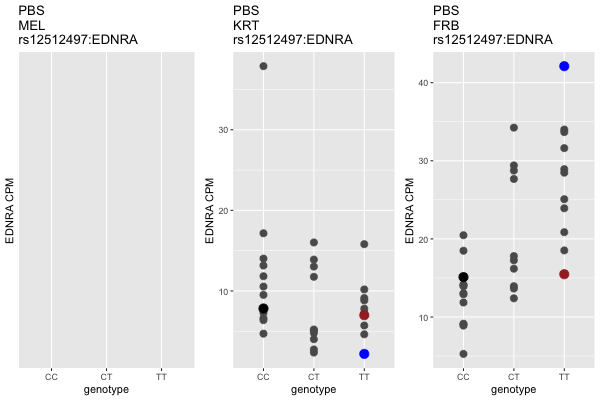 PBS
MEL
rs12512497:EDNRA
EDNRA CPM
CC CT TT
genotype
PBS
KRT
rs12512497:EDNRA
EDNRA CPM
30
20
10
CC CT TT
genotype
PBS
FRB
rs12512497:EDNRA
EDNRA CPM
40
30
20
10
CC CT TT
genotype